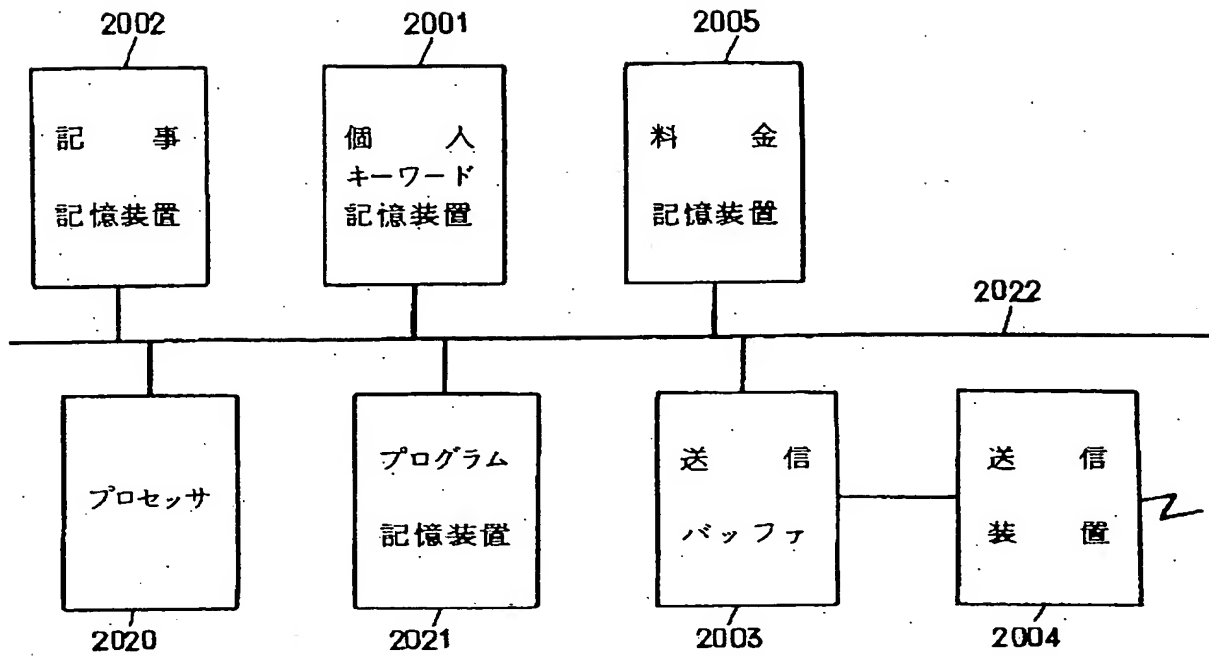 2002
2001
2005
記 事
記憶装置
個 人
キーワード
記憶装置
料 金
記憶装置
2022
プロセッサ
プログラム
記憶装置
送 信
バッファ
送 信
装 置
2020
2021
2003
2004